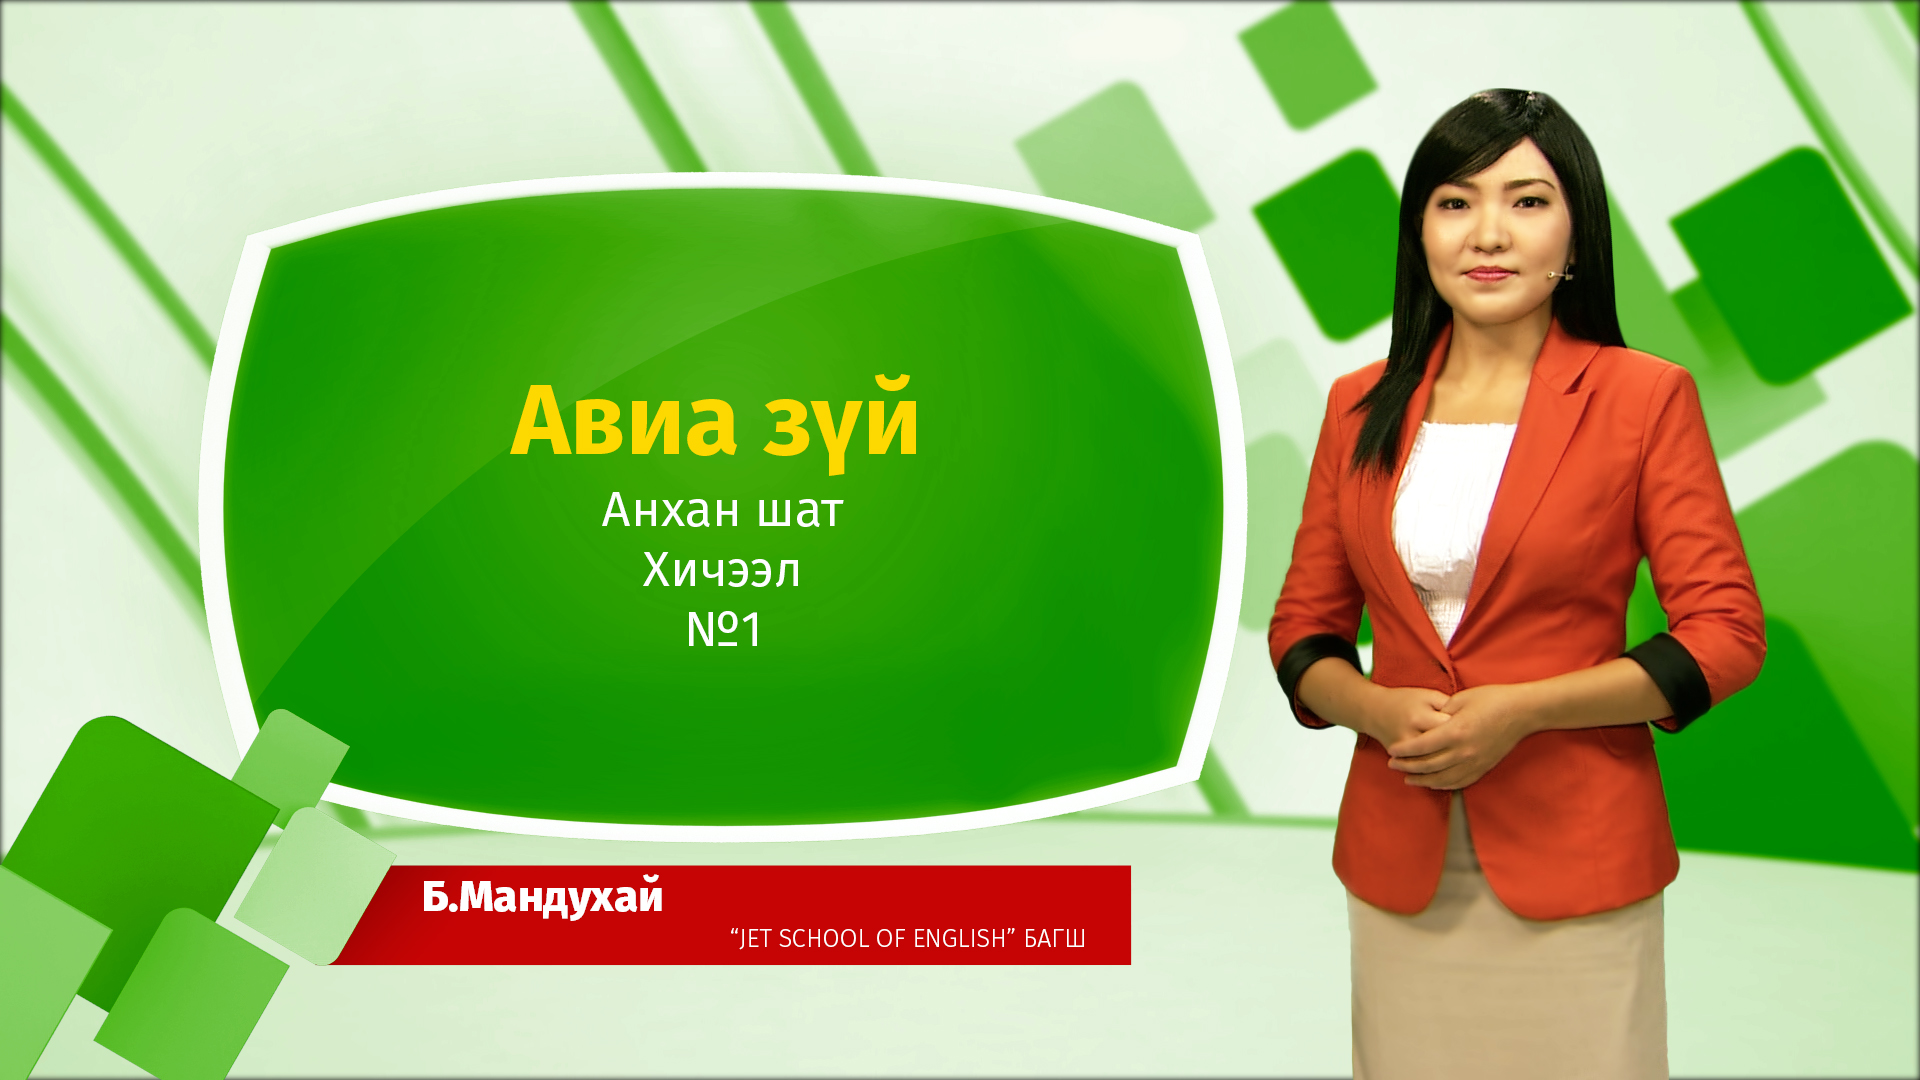 Авиа зүй
Анхан шат
Хичээл
№1
Б.Мандухай
“JET SCHOOL OF ENGLISH” БАГШ